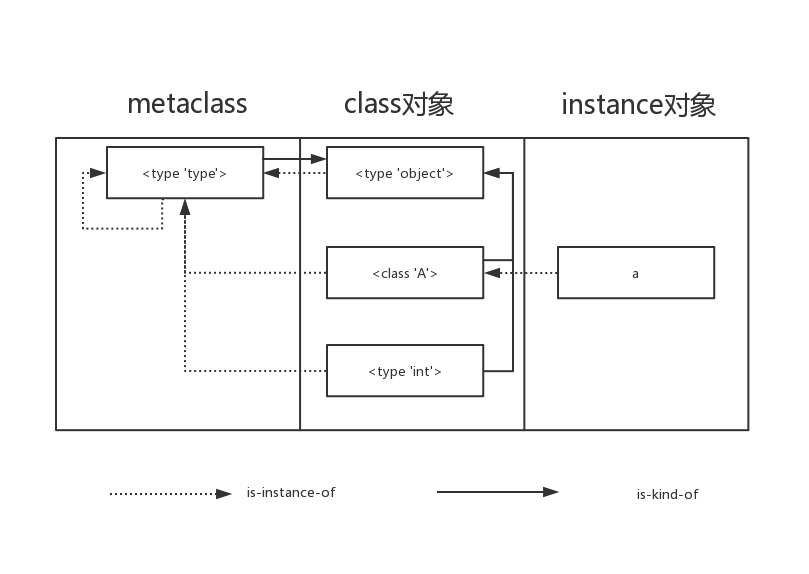 metaclass
class对象
instance对象
<type 'type'>
<type 'object'>
<class 'A'>
a
<type 'int'>
is-instance-of
is-kind-of